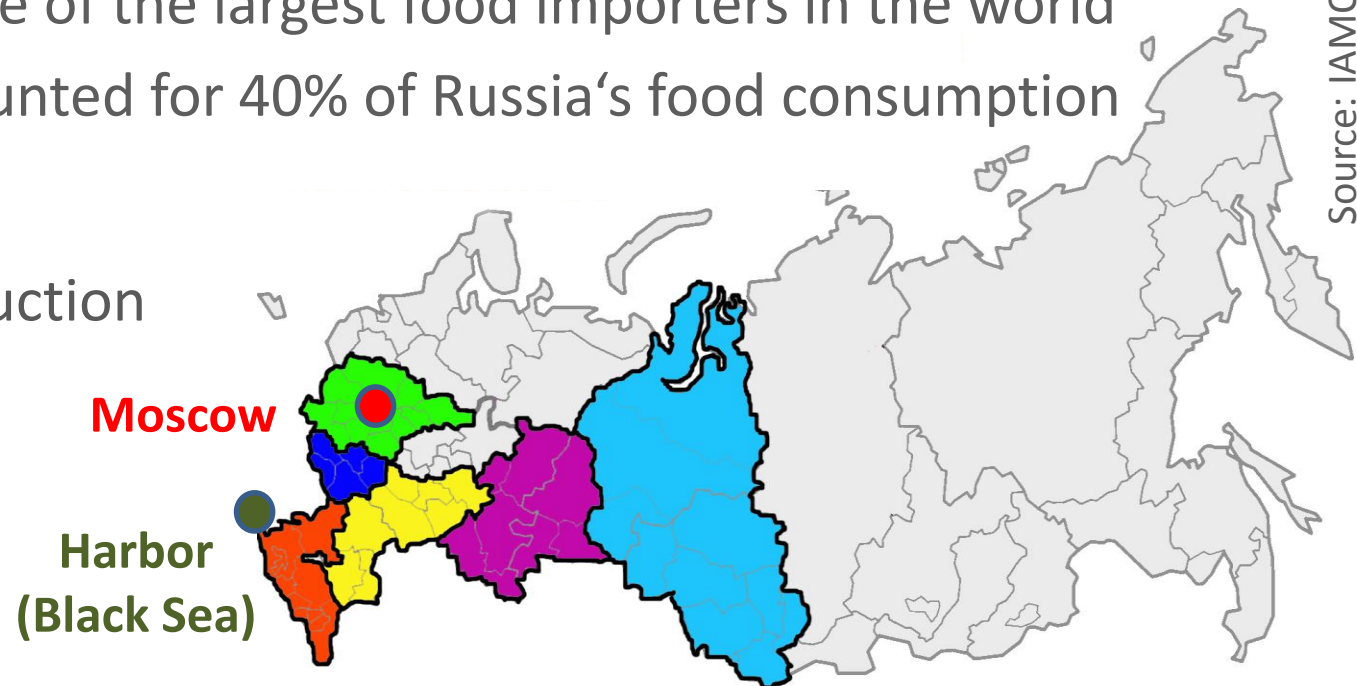 of the largest food importers in the world
unted for 40% of Russia‘s food consumption
uction
Moscow
Harbor
(Black Sea)
Source: IAMO